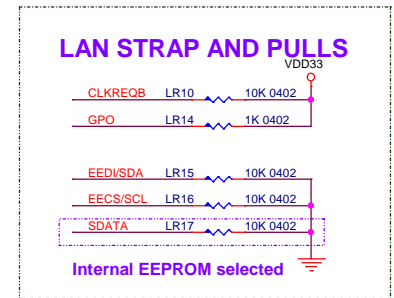 LAN STRAP AND PULLS
VDD33
CLKREQB LR10 10K 0402
GPO LR14 1K 0402
EEDI/SDA LR15 10K 0402
EECS/SCL LR16 10K 0402
SDATA LR17 10K 0402
Internal EEPROM selected